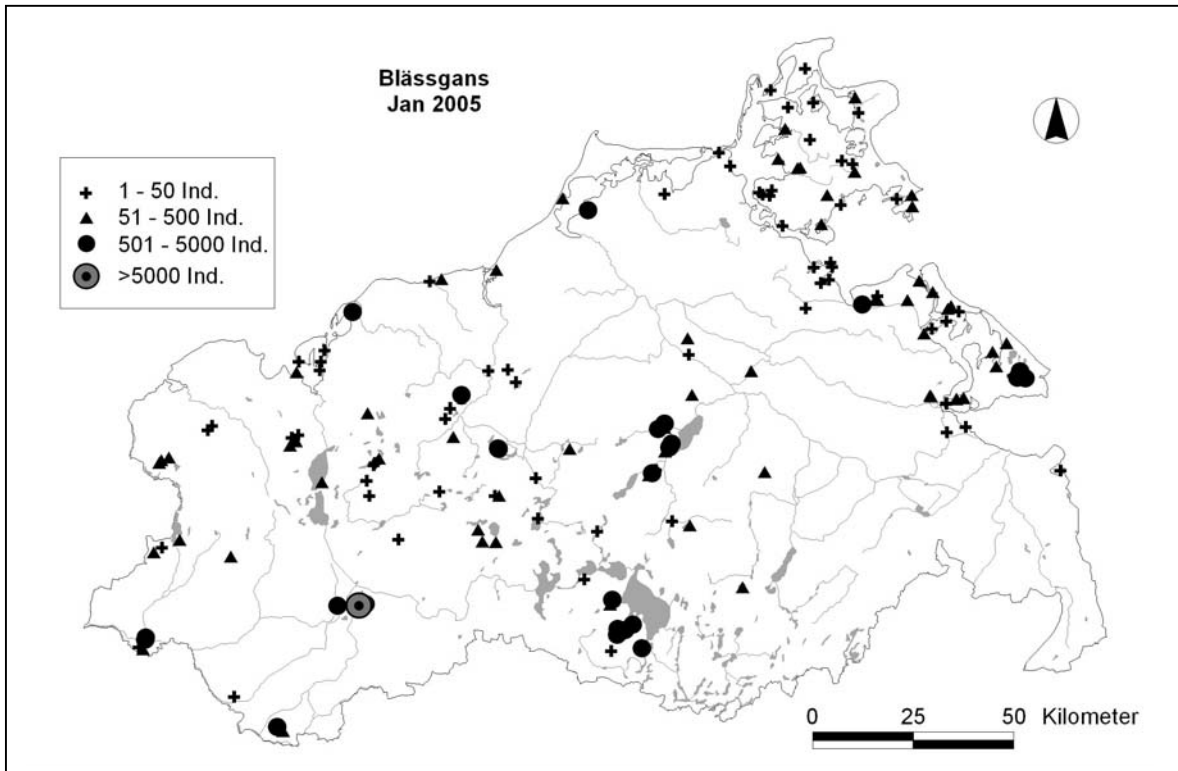 Blässgans
Jan 2005
1 - 50 Ind.
51 - 500 Ind.
501 - 5000 Ind.
>5000 Ind.
0 25 50 Kilometer